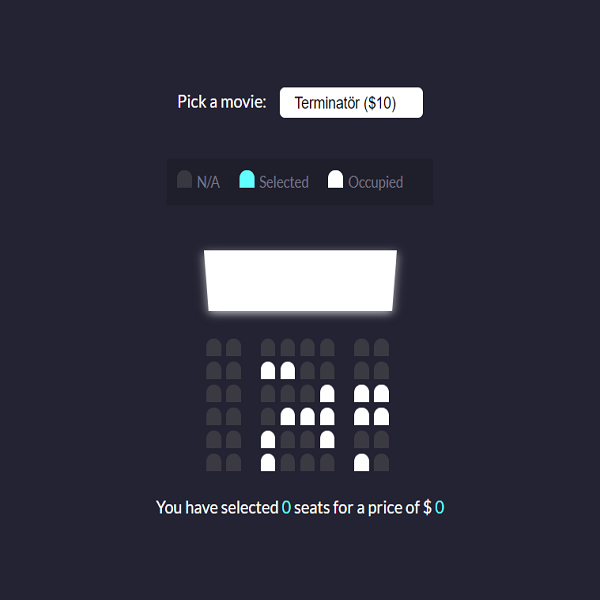 Pick a movie: Terminatör ($10)
N/A Selected Occupied
You have selected 0 seats for a price of $ 0